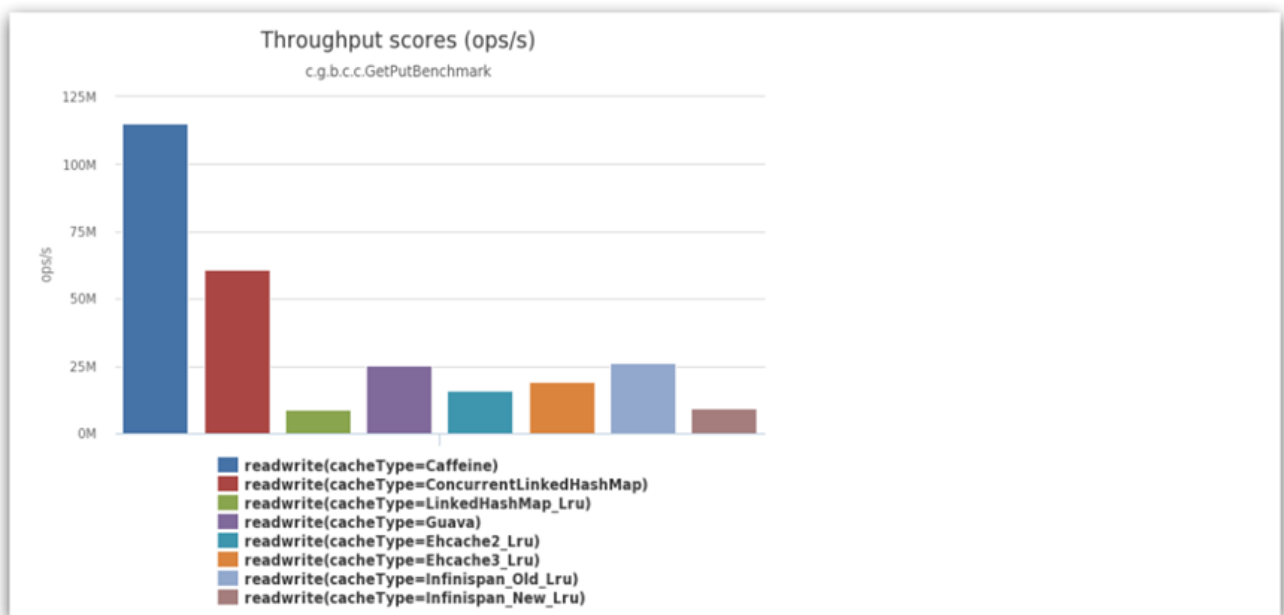 Throughput scores (ops/s)
c.g.b.c.c.GetPutBenchmark
125M
100M
75M
50M
25M
0M
ops/s
readwrite(cacheType=Caffeine)
readwrite(cacheType=ConcurrentLinkedHashMap)
readwrite(cacheType=LinkedHashMap_Lru)
readwrite(cacheType=Guava)
readwrite(cacheType=Ehcache2_Lru)
readwrite(cacheType=Ehcache3_Lru)
readwrite(cacheType=Infinispan_Old_Lru)
readwrite(cacheType=Infinispan_New_Lru)